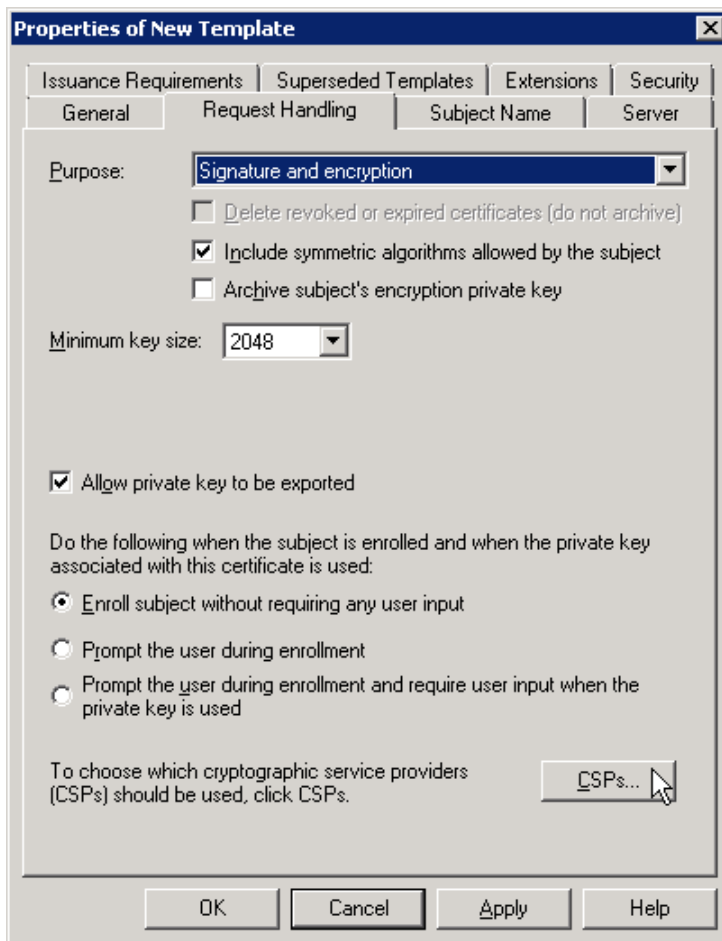 Properties of New Template
Issuance Requirements Superseded Templates Extensions Security
General Request Handling Subject Name Server
Purpose: Signature and encryption
Delete revoked or expired certificates (do not archive)
Include symmetric algorithms allowed by the subject
Archive subject's encryption private key
Minimum key size: 2048
Allow private key to be exported
Do the following when the subject is enrolled and when the private key
associated with this certificate is used:
Enroll subject without requiring any user input
Prompt the user during enrollment
Prompt the user during enrollment and require user input when the
private key is used
To choose which cryptographic service providers
(CSPs) should be used, click CSPs.
CSPs...
OK Cancel Apply Help